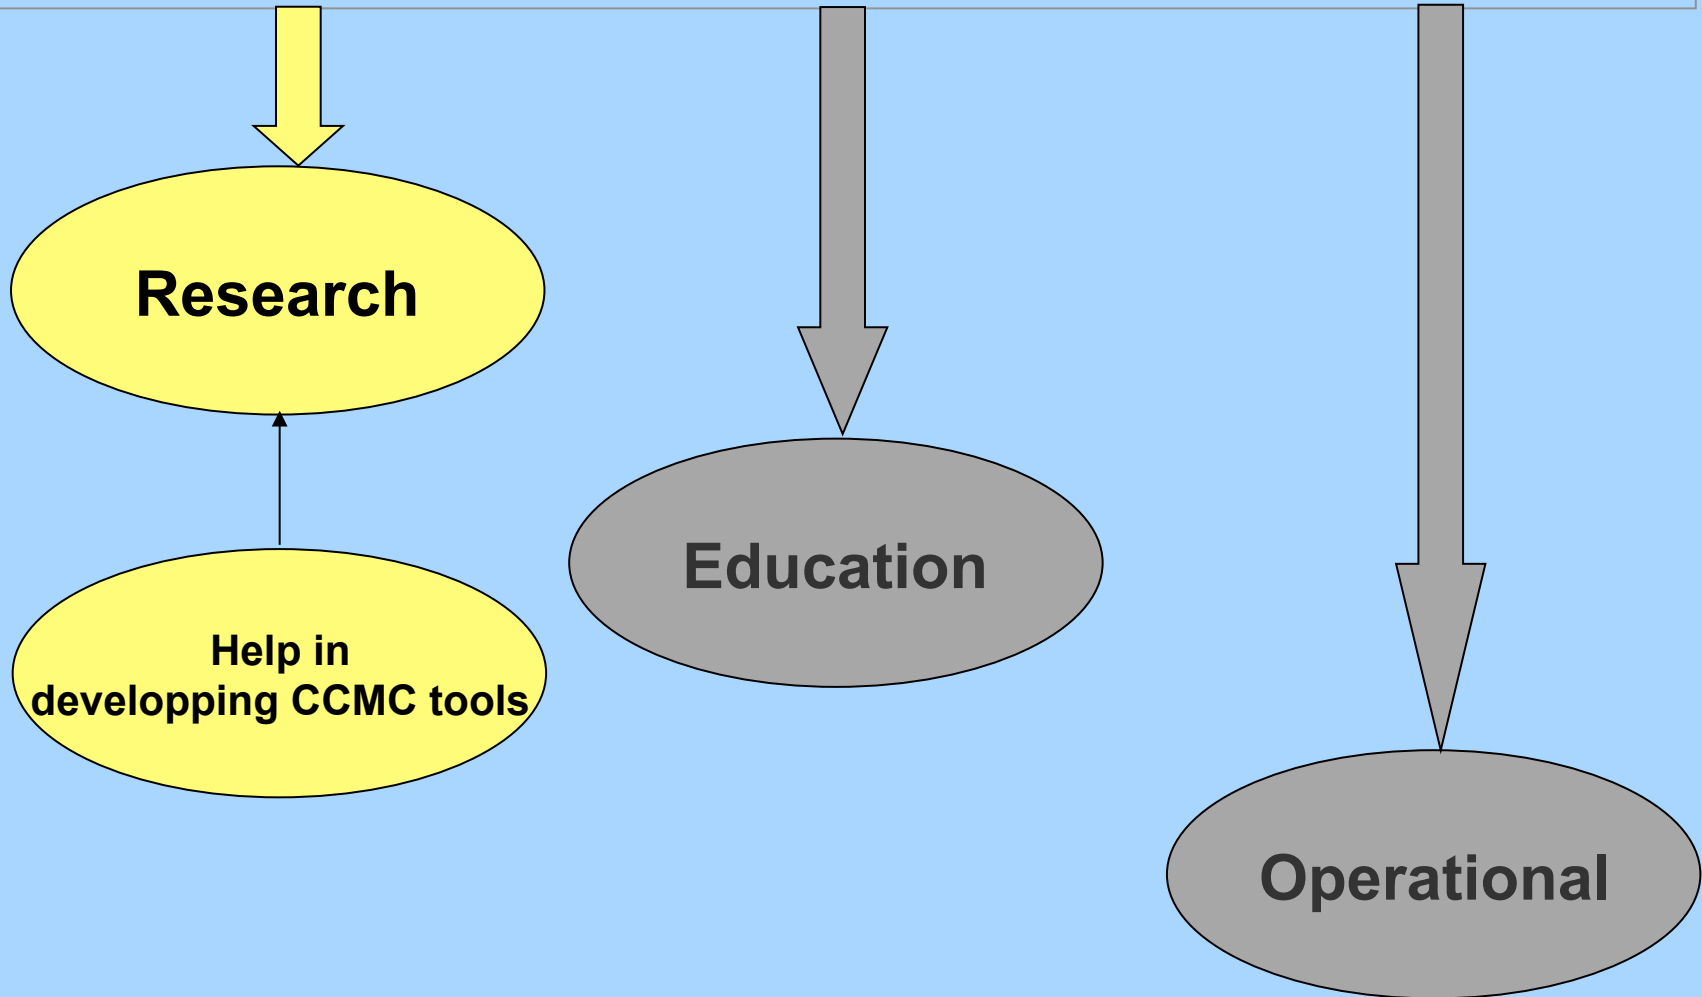 Research
Education
Help in
developping CCMC tools
Operational